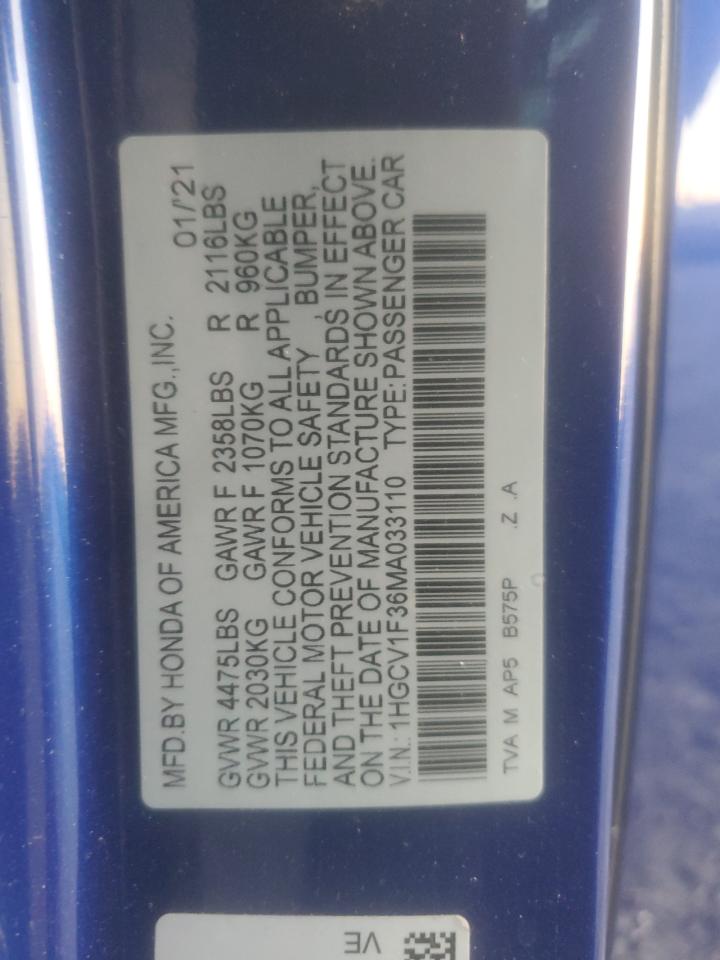 MFD.BY HONDA OF AMERICA MFG.,INC. 01/'21
GVWR 4475LBS GAWR F 2358LBS R 2116LBS
GVWR 2030KG GAWR F 1070KG R 960KG
THIS VEHICLE CONFORMS TO ALL APPLICABLE
FEDERAL MOTOR VEHICLE SAFETY BUMPER,
AND THEFT PREVENTION STANDARDS, IN EFFECT
ON THE DATE OF MANUFACTURE SHOWN ABOVE.
V.I.N.: 1HGCV1F36MA033110 TYPE: PASSENGER CAR
TVA M AP5 B575P .Z .A
VE